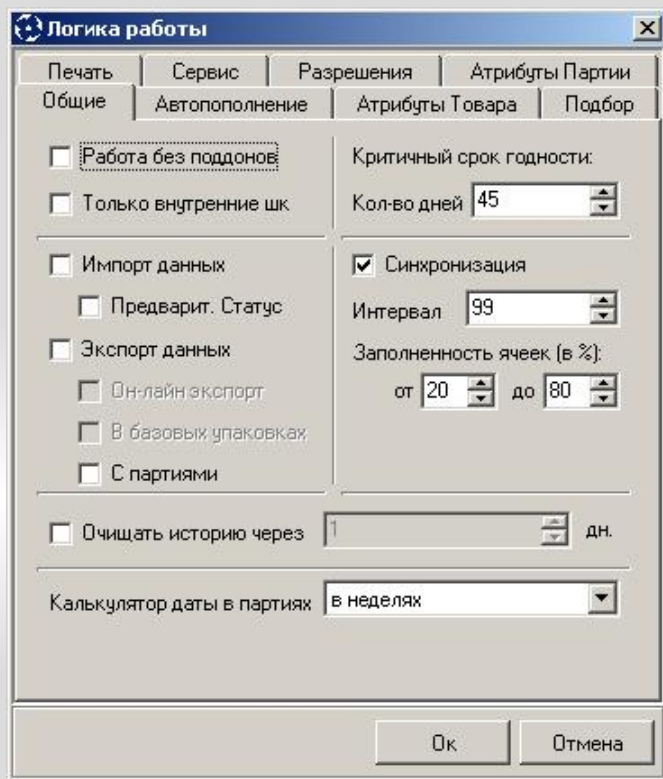 Логика работы
Печать Сервис Разрешения Атрибуты Партии
Общие Автопополнение Атрибуты Товара Подбор
Работа без поддонов
Только внутренние шк
Критичный срок годности:
Кол-во дней 45
Импорт данных
Предварит. Статус
Экспорт данных
Он-лайн экспорт
В базовых упаковках
С партиями
Синхронизация
Интервал 99
Заполненность ячеек (в %):
от 20 до 80
Очищать историю через 1 дн.
Калькулятор даты в партиях в неделях
Ок Отмена